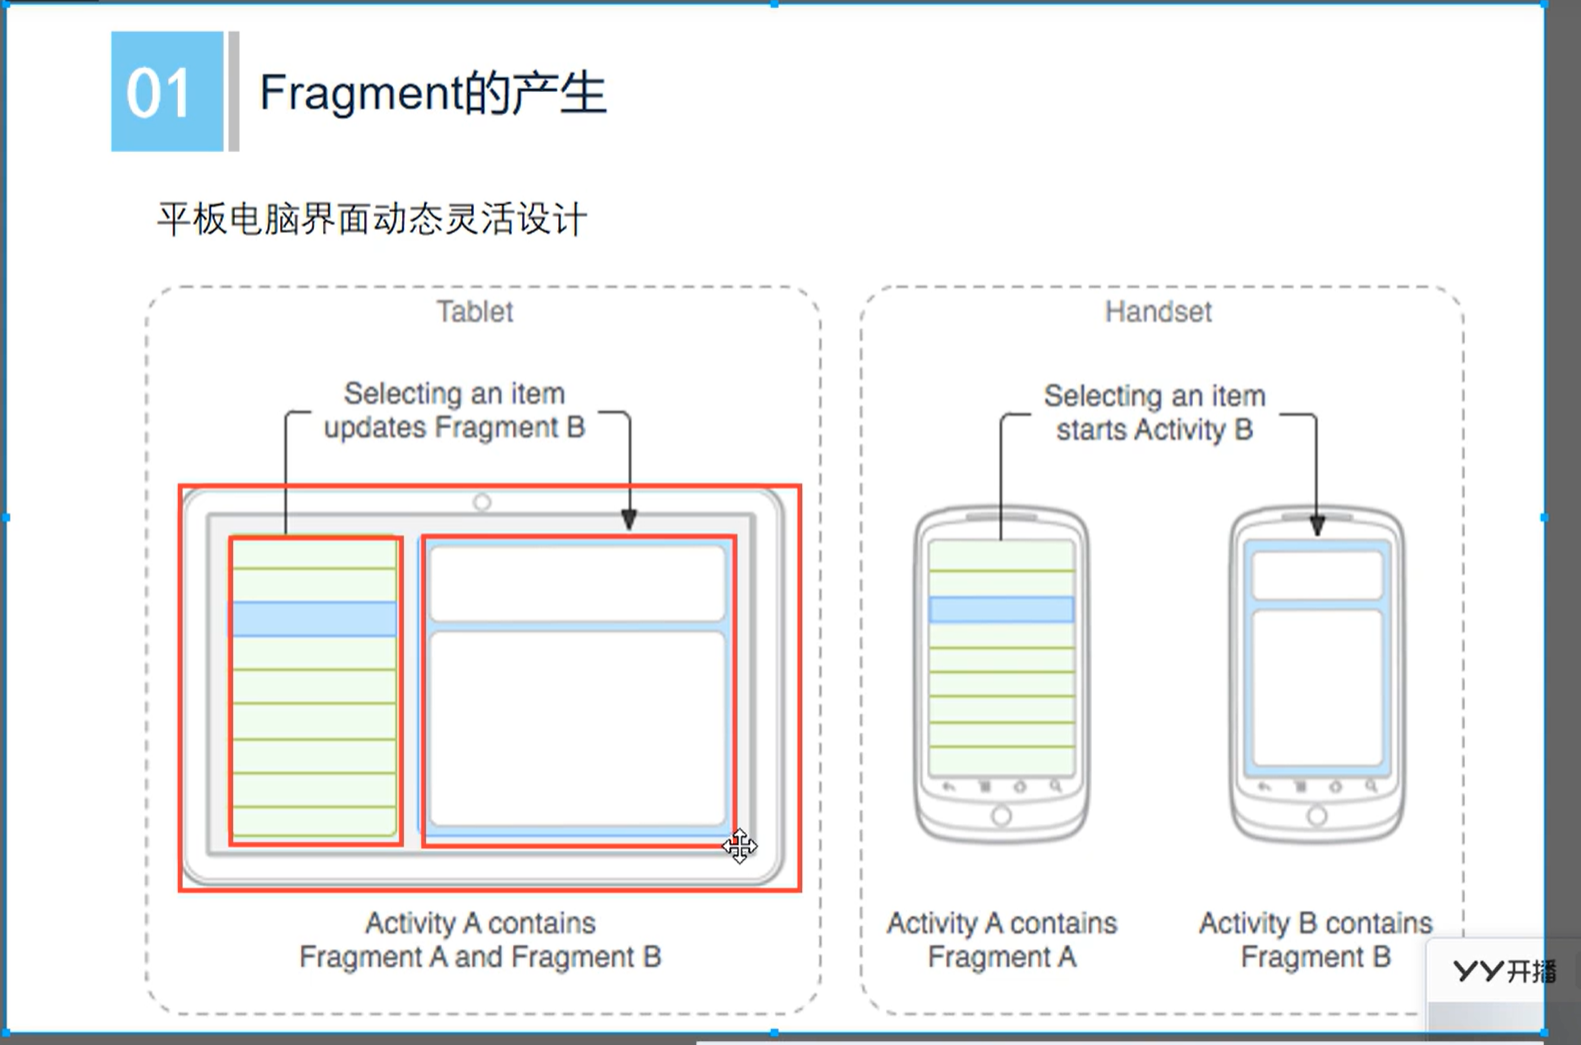 01
Fragment的产生
平板电脑界面动态灵活设计
Tablet
Selecting an item
updates Fragment B
Activity A contains
Fragment A and Fragment B
Handset
Selecting an item
starts Activity B
Activity A contains
Fragment A
Activity B contains
Fragment B
YY开播